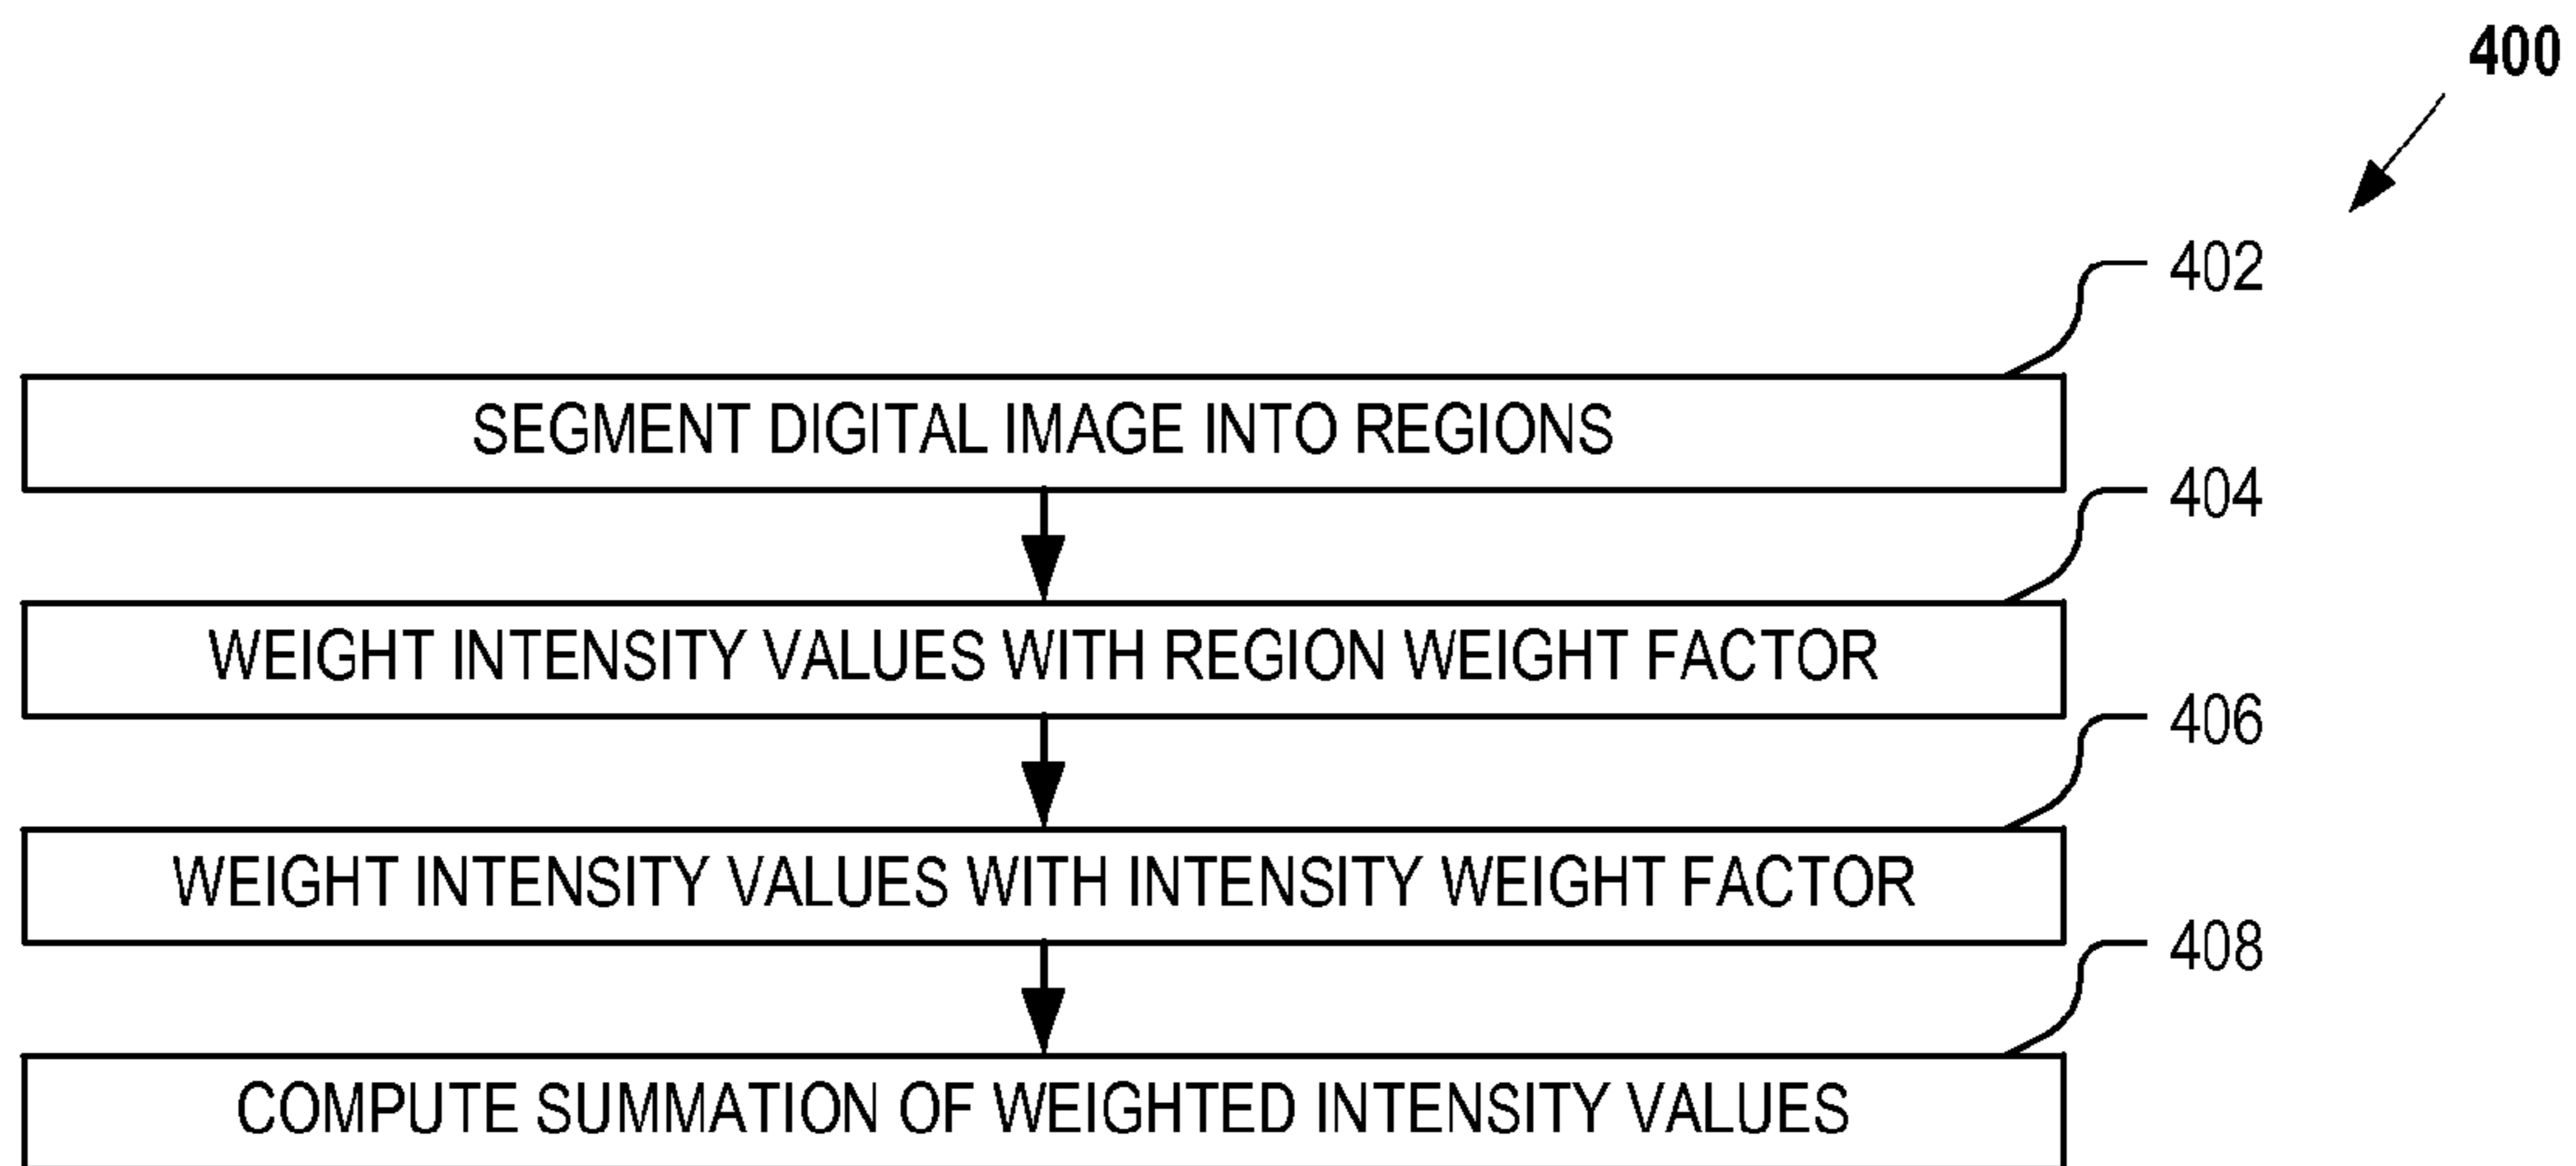 400
402
SEGMENT DIGITAL IMAGE INTO REGIONS
404
WEIGHT INTENSITY VALUES WITH REGION WEIGHT FACTOR
406
WEIGHT INTENSITY VALUES WITH INTENSITY WEIGHT FACTOR
408
COMPUTE SUMMATION OF WEIGHTED INTENSITY VALUES